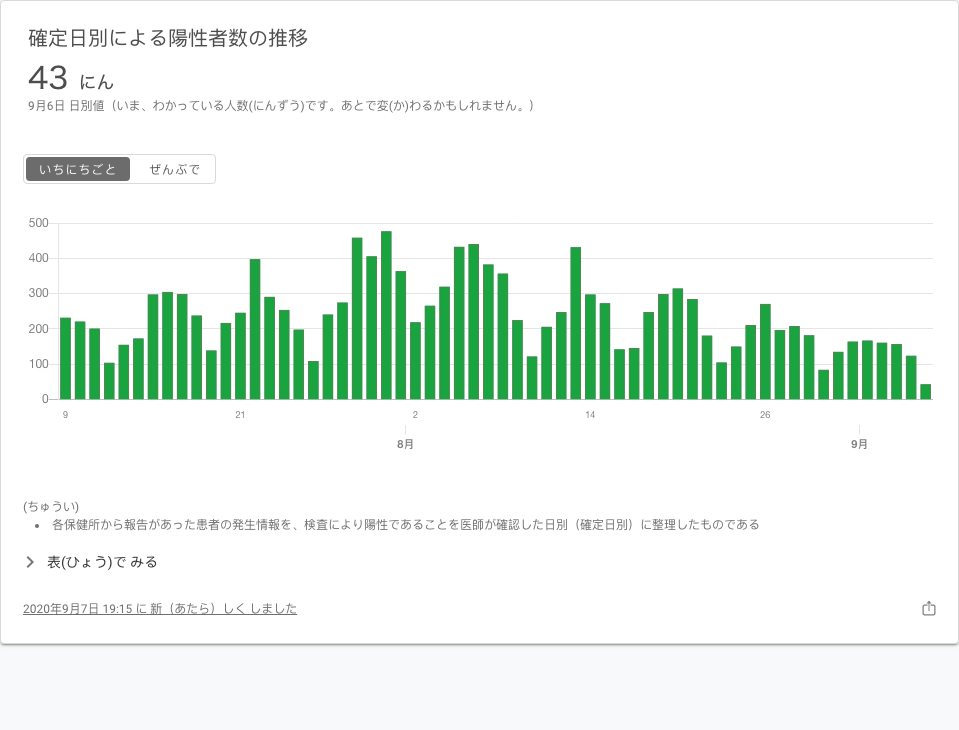 確定日別による陽性者数の推移
43 にん
9月6日 日別値（いま、わかっている人数(にんずう)です。あとで変(か)わるかもしれません。）
いちにちごと ぜんぶで
500
400
300
200
100
0
9 21 2 14 26
8月 9月
(ちゅうい)
• 各保健所から報告があった患者の発生情報を、検査により陽性であることを医師が確認した日別（確定日別）に整理したものである
表(ひょう)で みる
2020年9月7日 19:15 に 新（あたら）しく しました